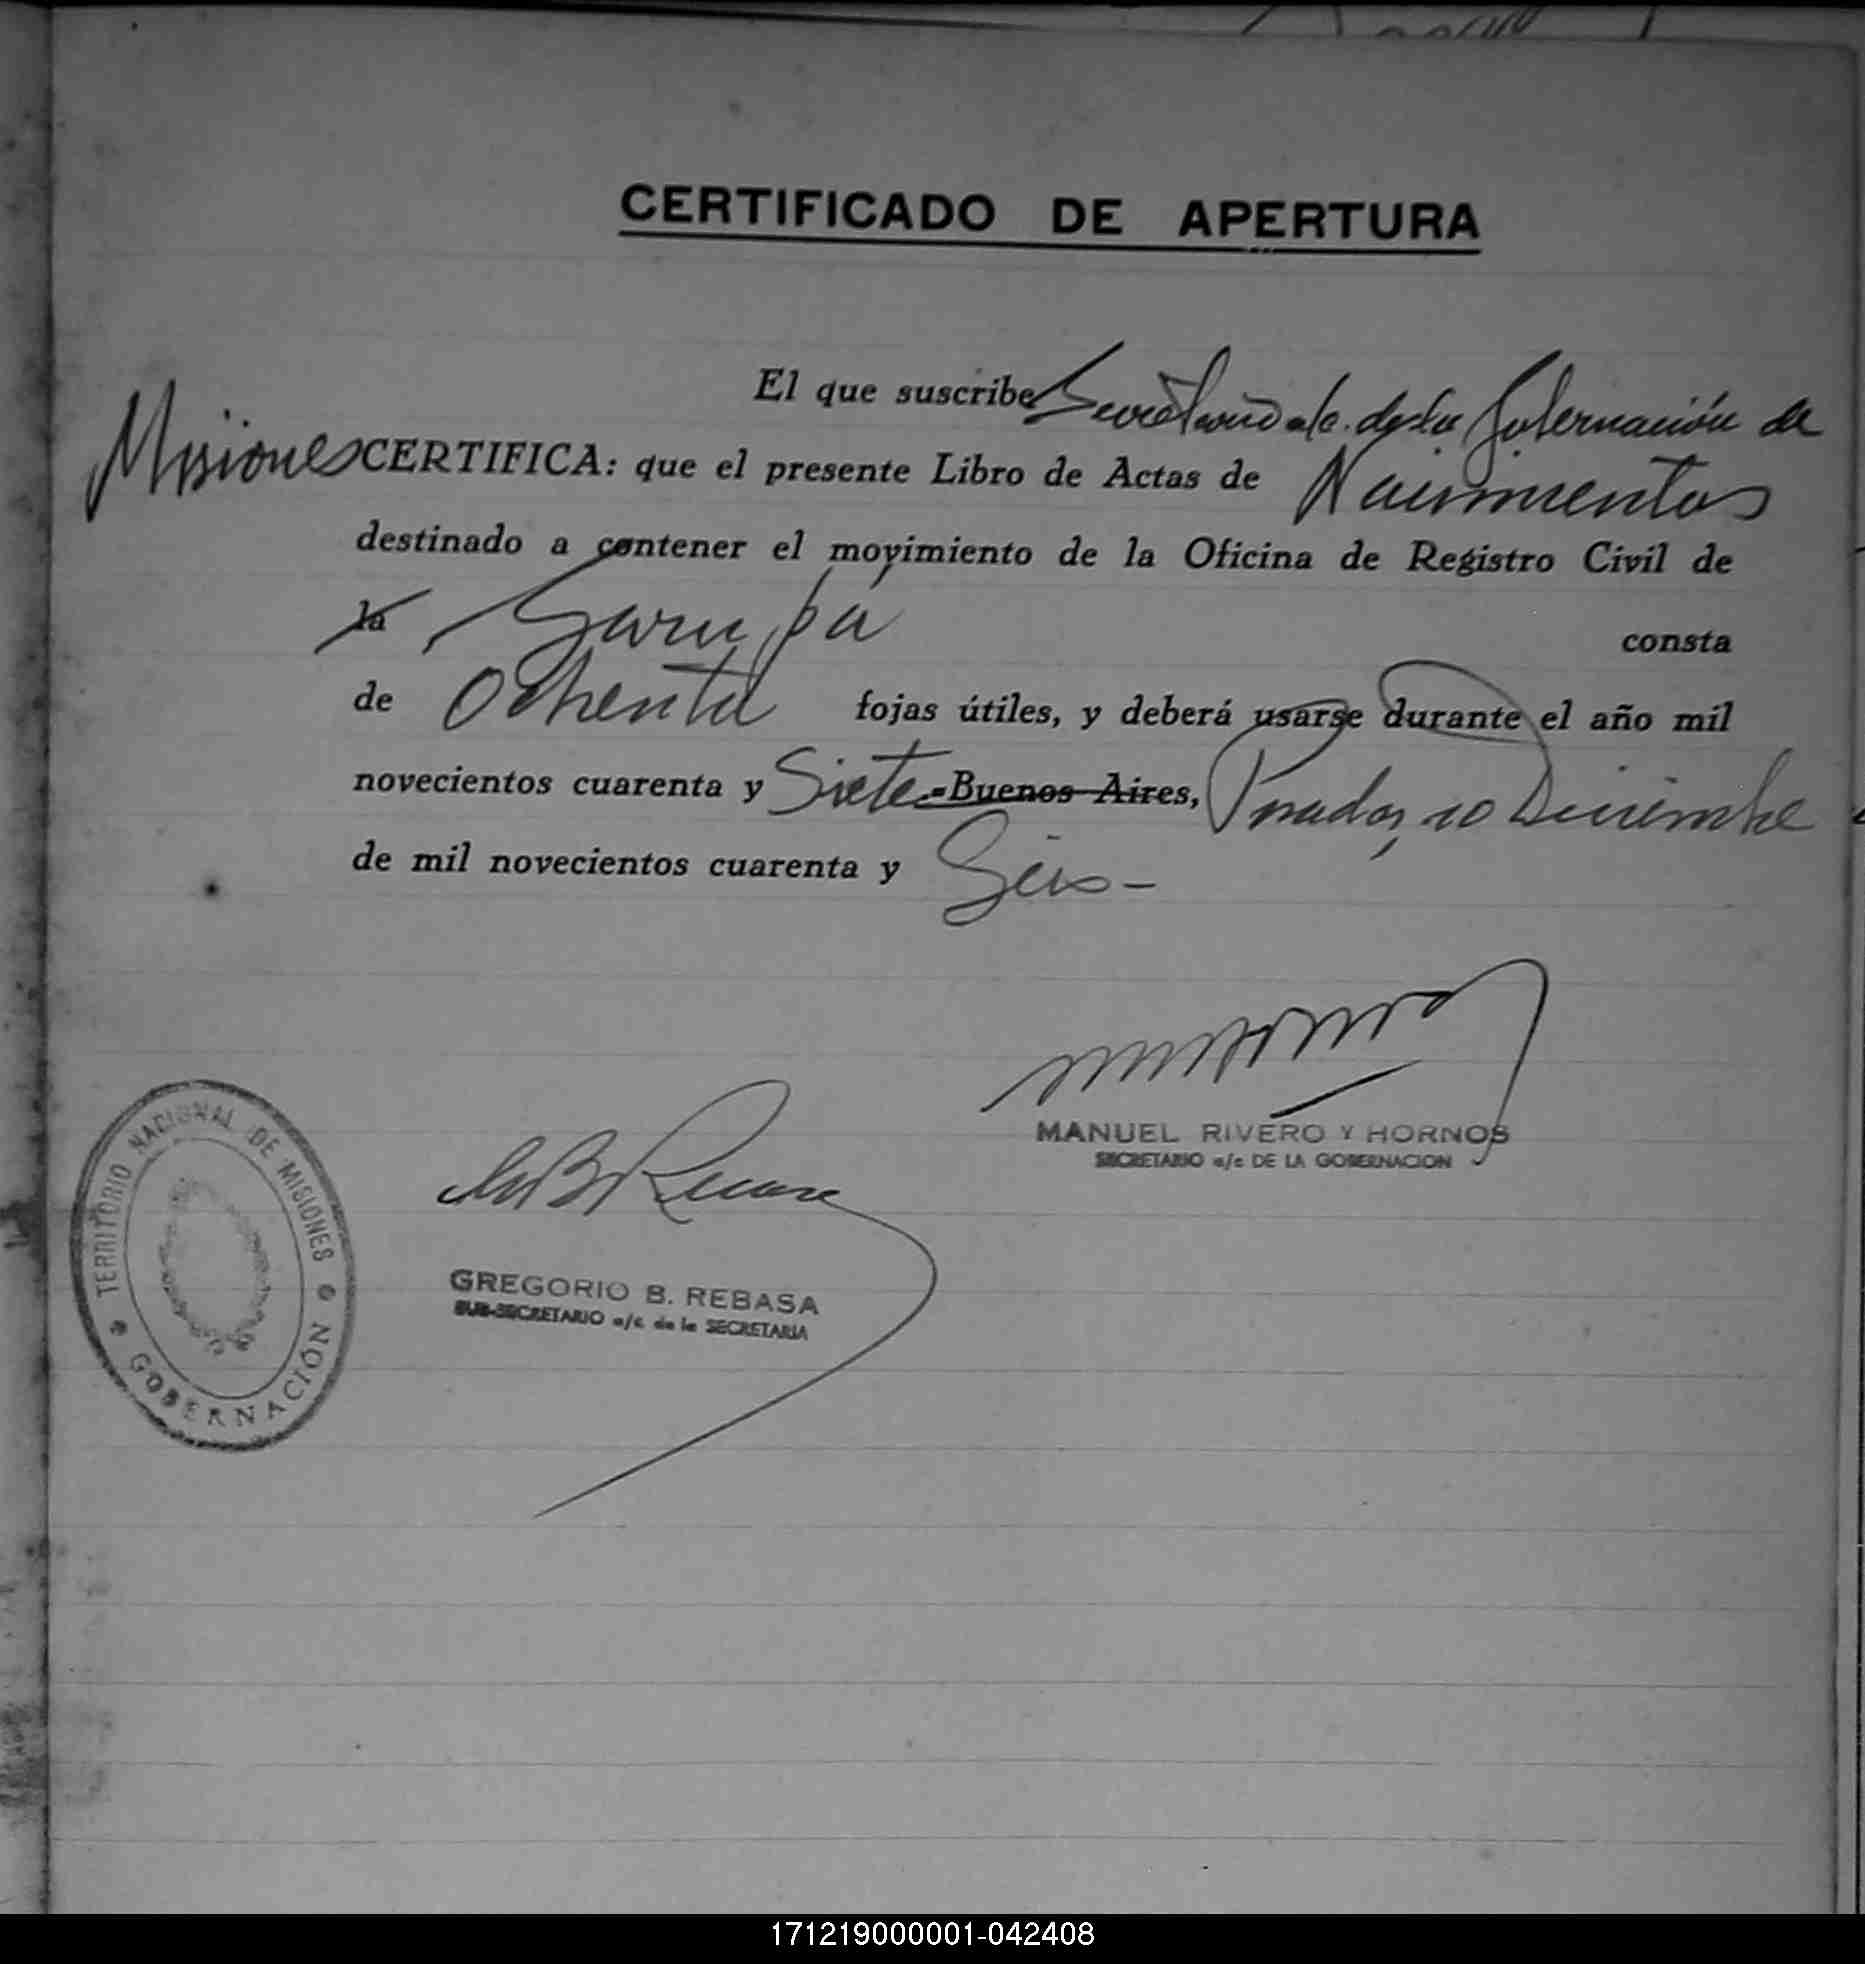 CERTIFICADO DE APERTURA
El que suscribe Secretario a/c. de la Gobernación de
Misiones CERTIFICA: que el presente Libro de Actas de Nacimientos
destinado a contener el movimiento de la Oficina de Registro Civil de
la Garupá consta
de Ochenta fojas útiles, y deberá usarse durante el año mil
novecientos cuarenta y Siete.-Buenos Aires, Posadas, 10 Diciembre
de mil novecientos cuarenta y Seis-
MANUEL RIVERO Y HORNOS
SECRETARIO a/c DE LA GOBERNACION
GREGORIO B. REBASA
SUB-SECRETARIO a/c de la SECRETARIA
TERRITORIO NACIONAL DE MISIONES
GOBERNACIÓN
171219000001-042408